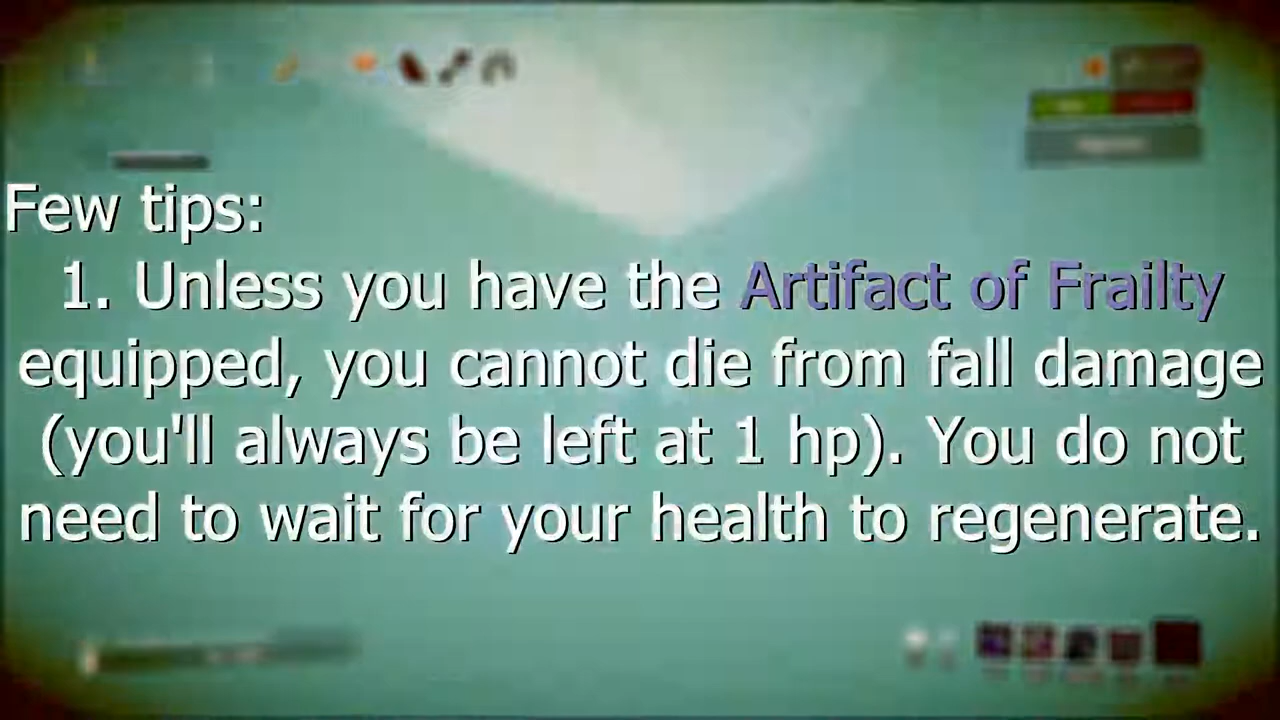 Few tips:
1. Unless you have the Artifact of Frailty
equipped, you cannot die from fall damage
(you'll always be left at 1 hp). You do not
need to wait for your health to regenerate.